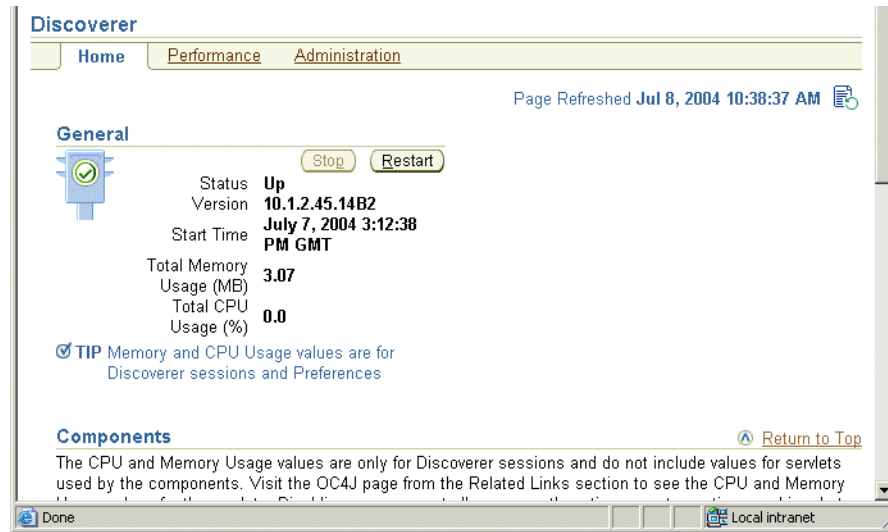 Discoverer
Home Performance Administration
Page Refreshed Jul 8, 2004 10:38:37 AM
General
Stop Restart
Status Up
Version 10.1.2.45.14B2
Start Time July 7, 2004 3:12:38 PM GMT
Total Memory Usage (MB) 3.07
Total CPU Usage (%) 0.0
TIP Memory and CPU Usage values are for
Discoverer sessions and Preferences
Components
Return to Top
The CPU and Memory Usage values are only for Discoverer sessions and do not include values for servlets
used by the components. Visit the OC4J page from the Related Links section to see the CPU and Memory
Done
Local intranet